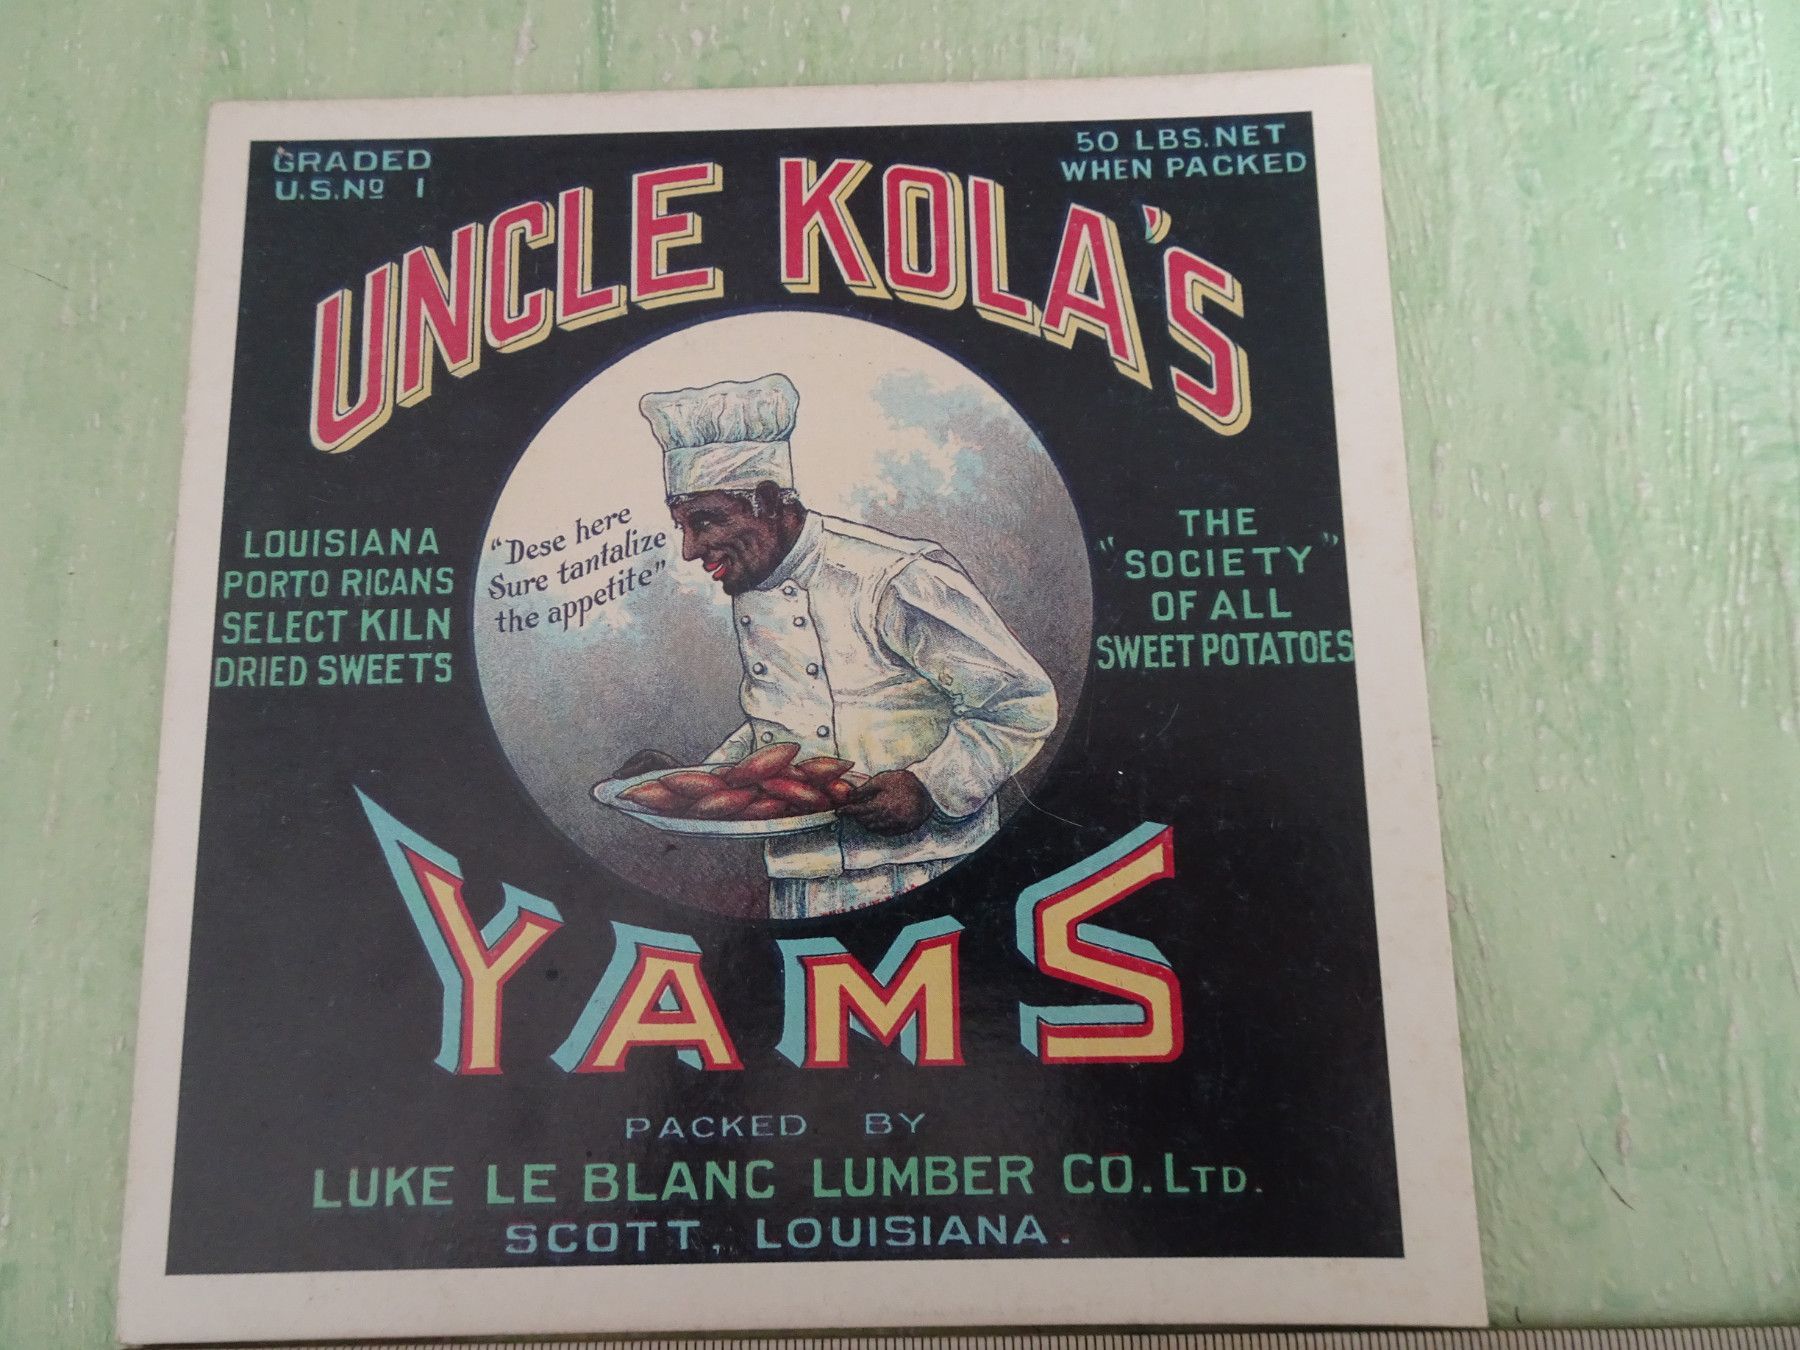 GRADED
U.S.Nº 1
50 LBS.NET
WHEN PACKED
UNCLE KOLA'S
"Dese here
Sure tantalize
the appetite"
LOUISIANA
PORTO RICANS
SELECT KILN
DRIED SWEETS
THE
"SOCIETY"
OF ALL
SWEET POTATOES
YAMS
PACKED BY
LUKE LE BLANC LUMBER CO. LTD.
SCOTT, LOUISIANA.